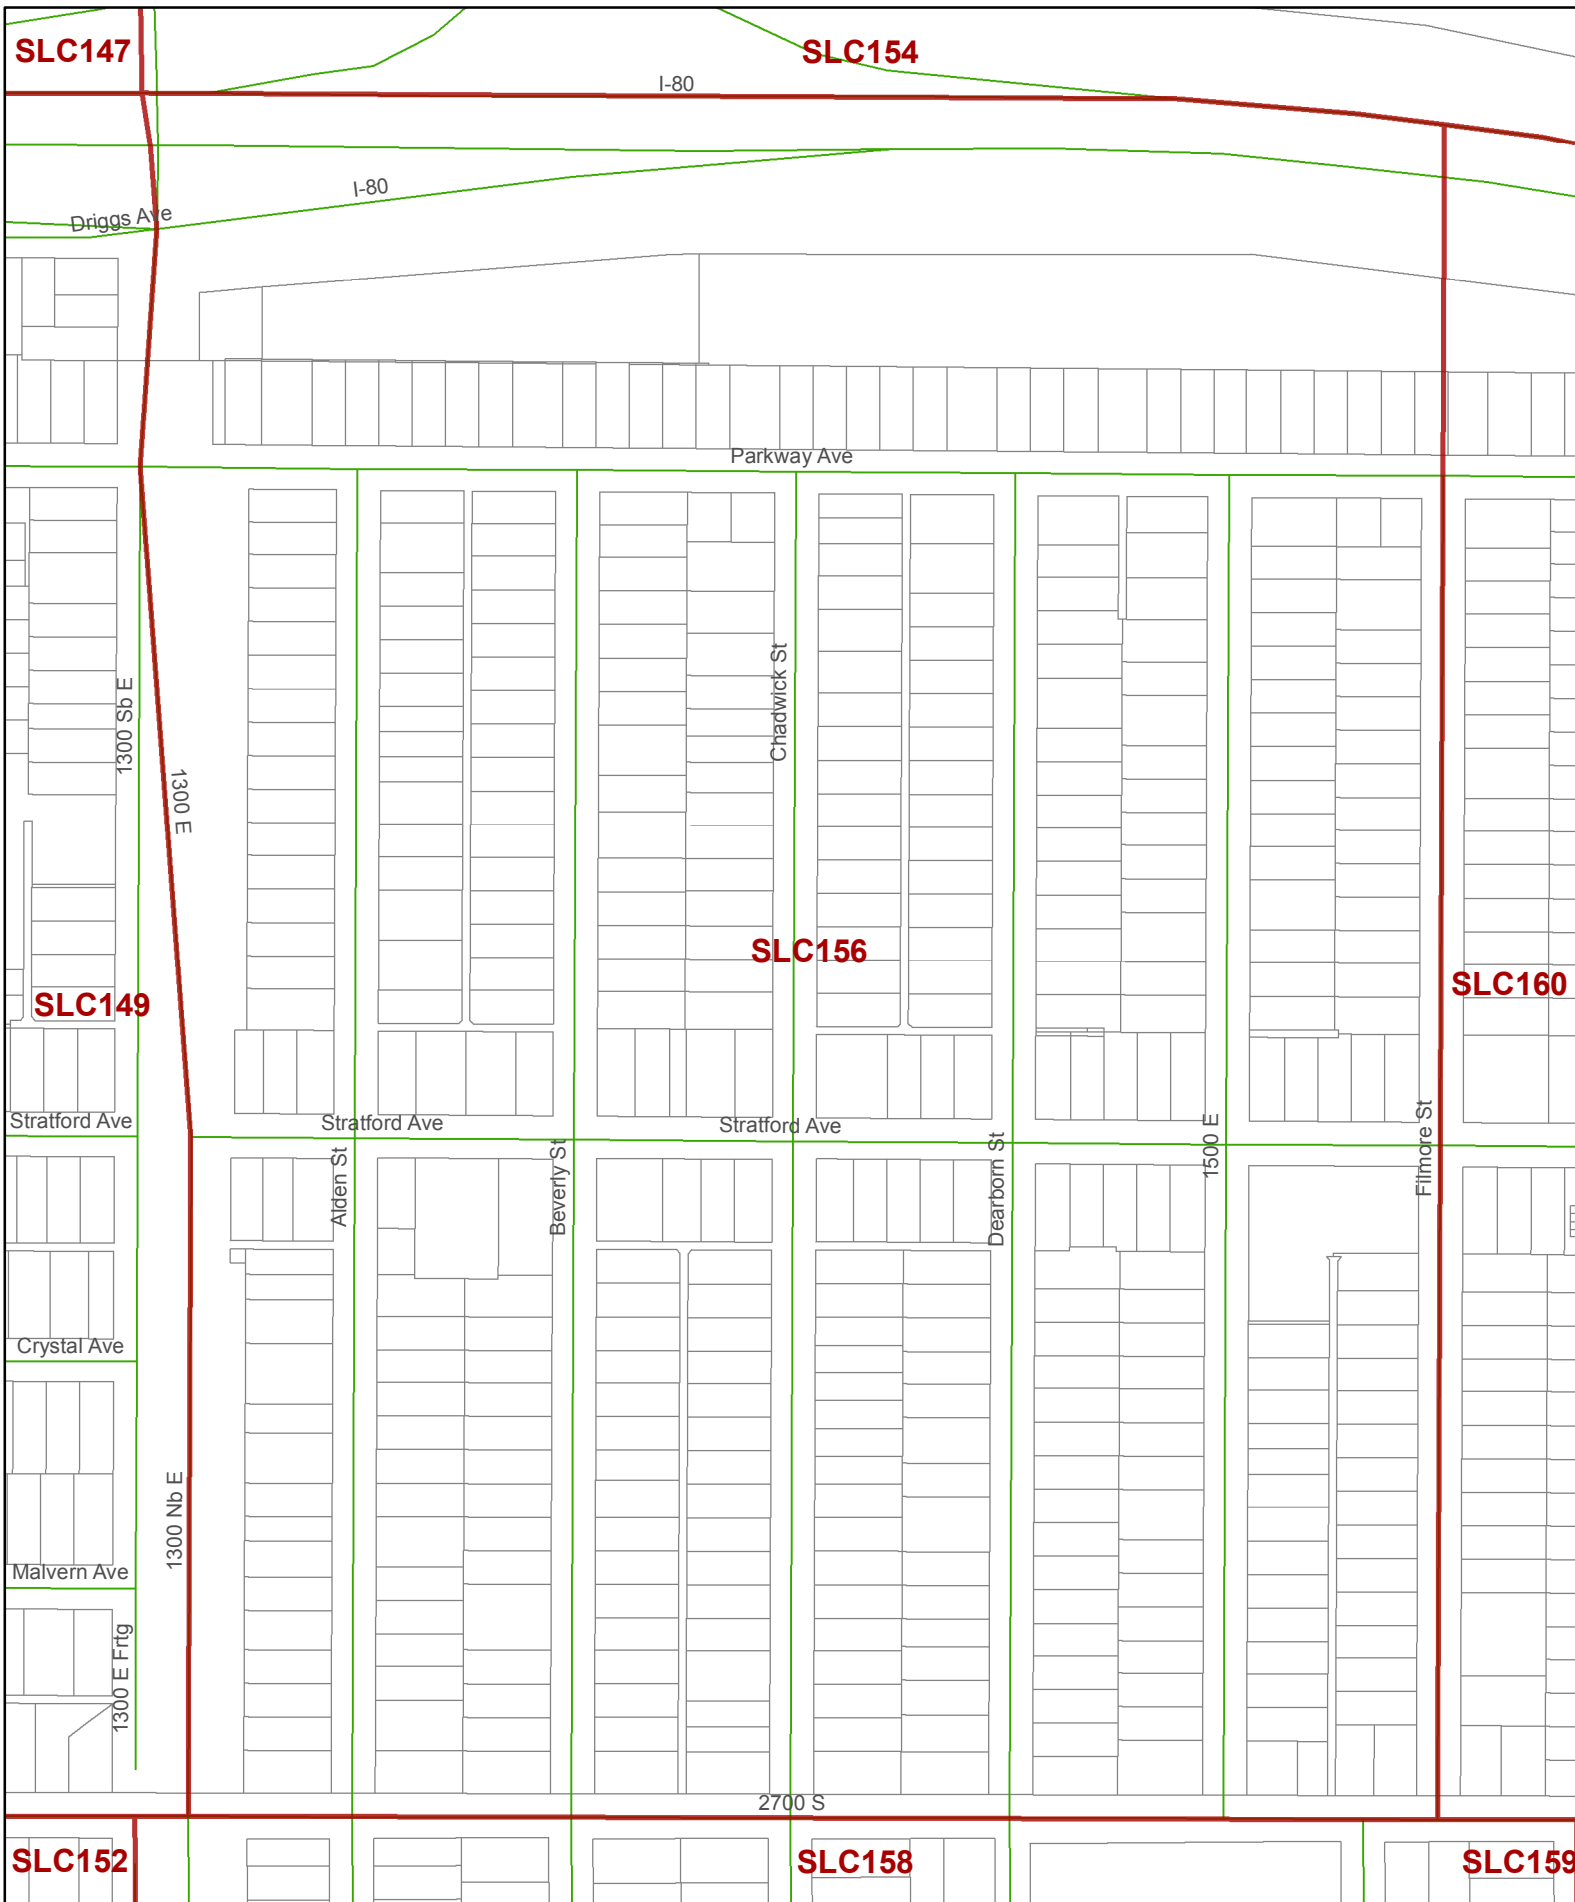 SLC147
SLC154
I-80
I-80
Driggs Ave
Parkway Ave
Chadwick St
1300 Sb E
1300 E
SLC156
SLC160
SLC149
Stratford Ave
Stratford Ave
Stratford Ave
Alden St
Beverly St
Dearborn St
1500 E
Filmore St
Crystal Ave
1300 Nb E
Malvern Ave
1300 E Frtg
2700 S
SLC152
SLC158
SLC159